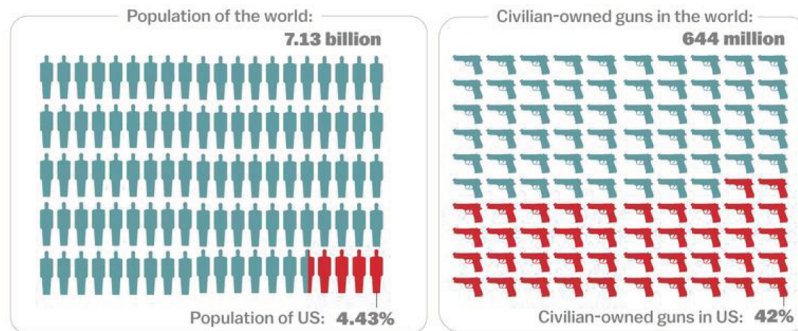 Population of the world:
7.13 billion
Population of US: 4.43%
Civilian-owned guns in the world:
644 million
Civilian-owned guns in US: 42%